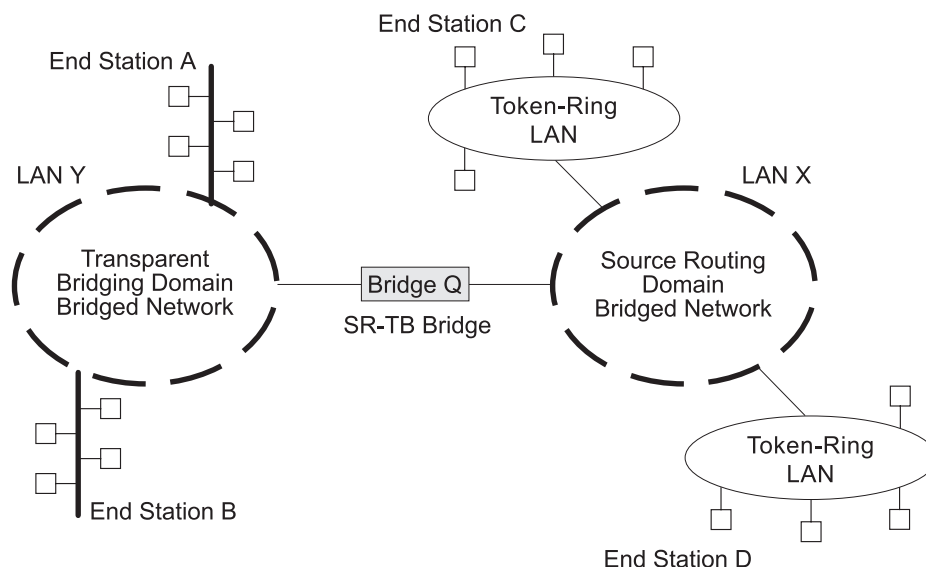 End Station C
End Station A
Token-Ring
LAN
LAN Y
LAN X
Transparent
Bridging Domain
Bridged Network
Bridge Q
SR-TB Bridge
Source Routing
Domain
Bridged Network
Token-Ring
LAN
End Station B
End Station D